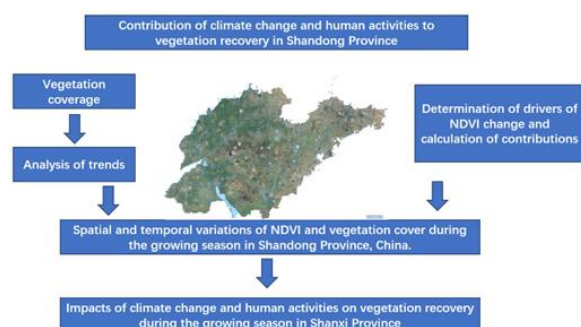 Contribution of climate change and human activities to
vegetation recovery in Shandong Province
Vegetation
coverage
Analysis of trends
Determination of drivers of
NDVI change and
calculation of contributions
Spatial and temporal variations of NDVI and vegetation cover during
the growing season in Shandong Province, China.
Impacts of climate change and human activities on vegetation recovery
during the growing season in Shanxi Province